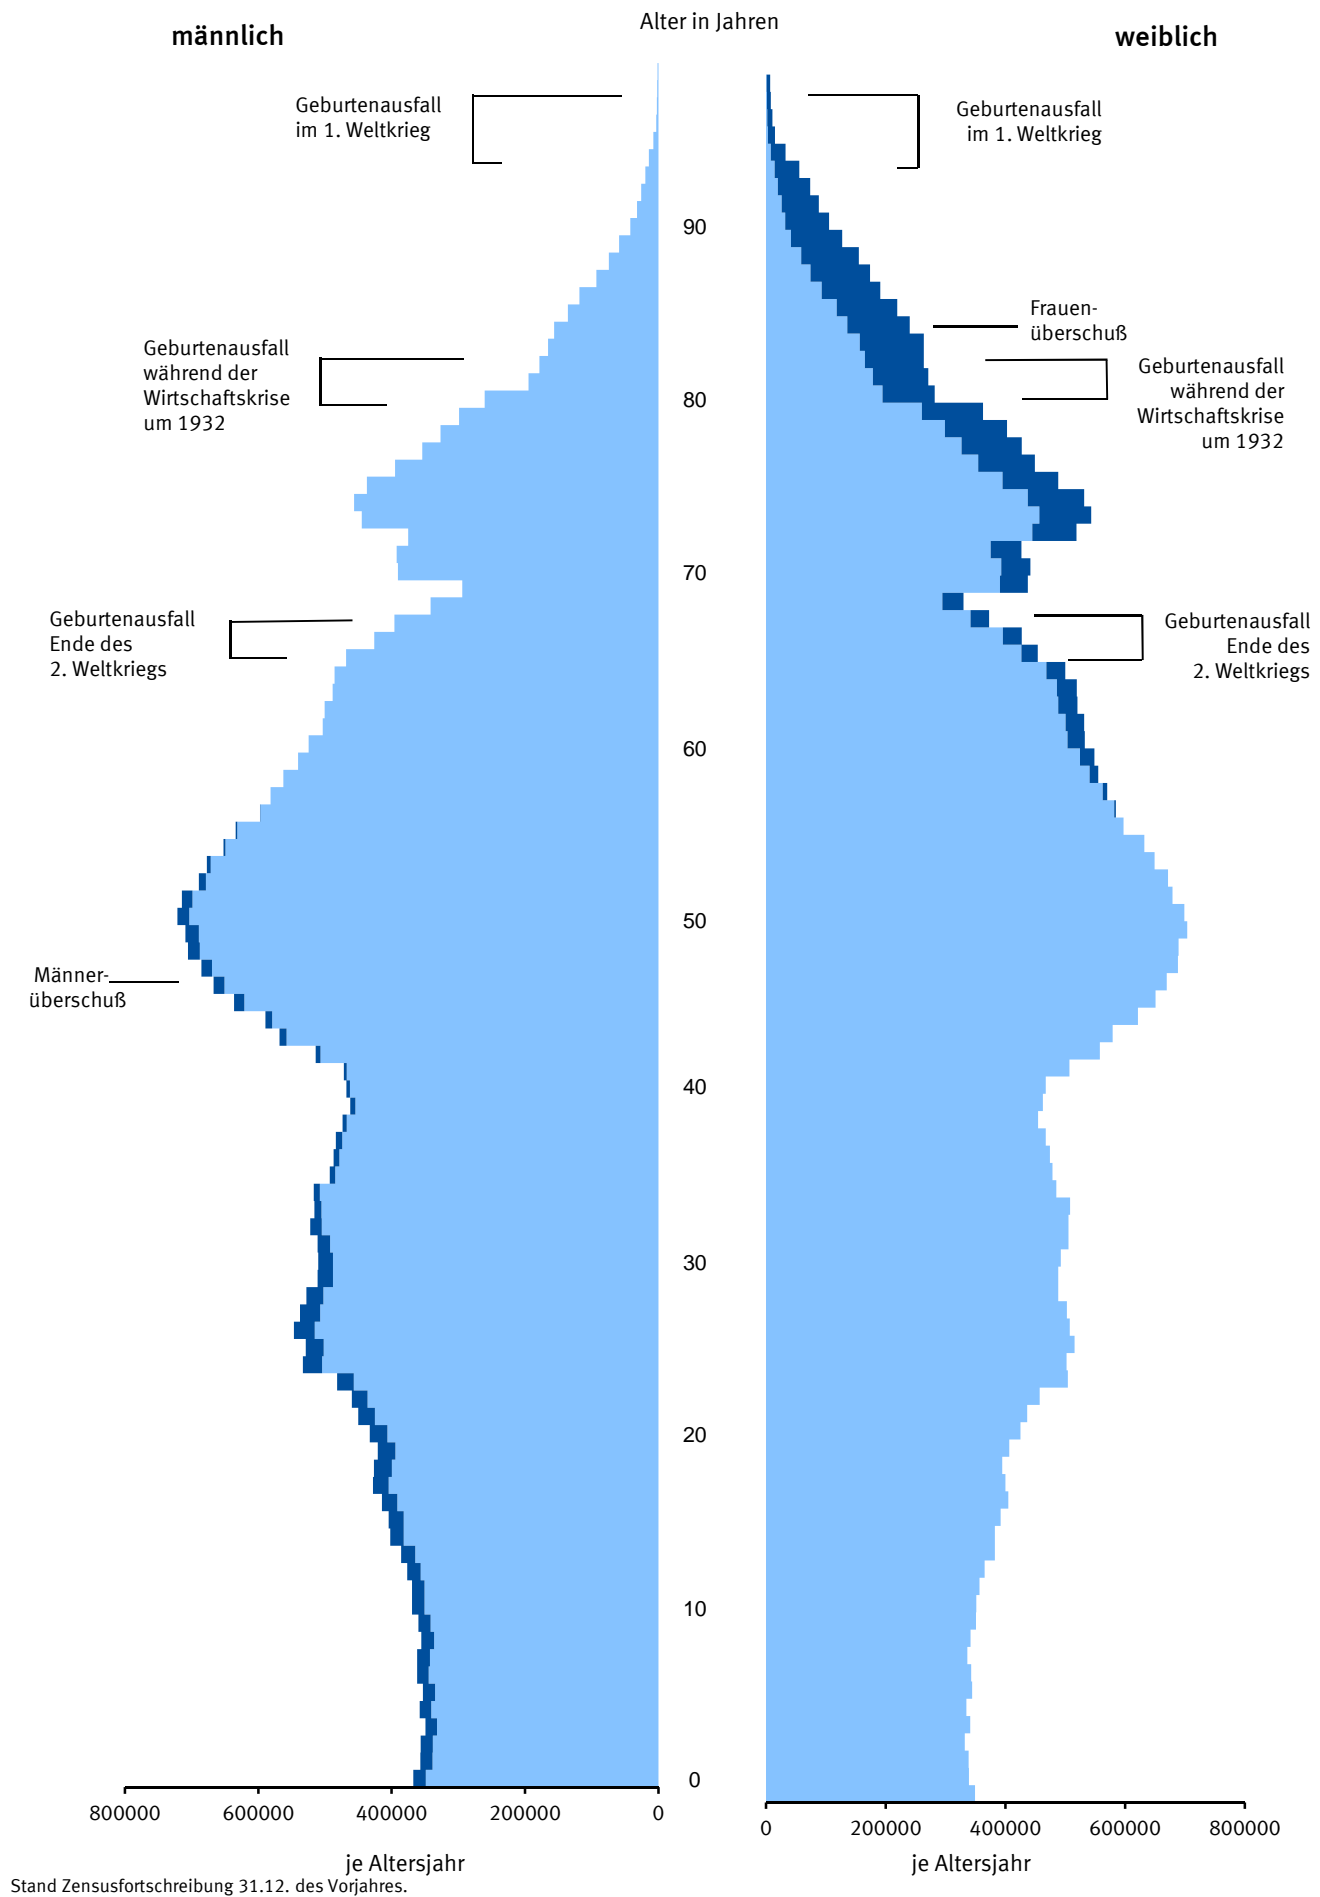 Alter in Jahren
männlich
weiblich
Geburtenausfall
im 1. Weltkrieg
Geburtenausfall
im 1. Weltkrieg
90
Frauen-
überschuß
Geburtenausfall
während der
Wirtschaftskrise
um 1932
Geburtenausfall
während der
Wirtschaftskrise
um 1932
80
70
Geburtenausfall
Ende des
2. Weltkriegs
Geburtenausfall
Ende des
2. Weltkriegs
60
50
Männer-
überschuß
40
30
20
10
0
800000 600000 400000 200000 0
0 200000 400000 600000 800000
je Altersjahr
je Altersjahr
Stand Zensusfortschreibung 31.12. des Vorjahres.